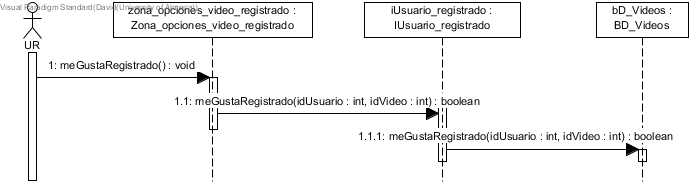 Visual Paradigm Standard(David(University of Almeria))
zona_opciones_video_registrado :
Zona_opciones_video_registrado
iUsuario_registrado :
IUsuario_registrado
bD_Videos :
BD_Videos
UR
1: meGustaRegistrado() : void
1.1: meGustaRegistrado(idUsuario : int, idVideo : int) : boolean
1.1.1: meGustaRegistrado(idUsuario : int, idVideo : int) : boolean